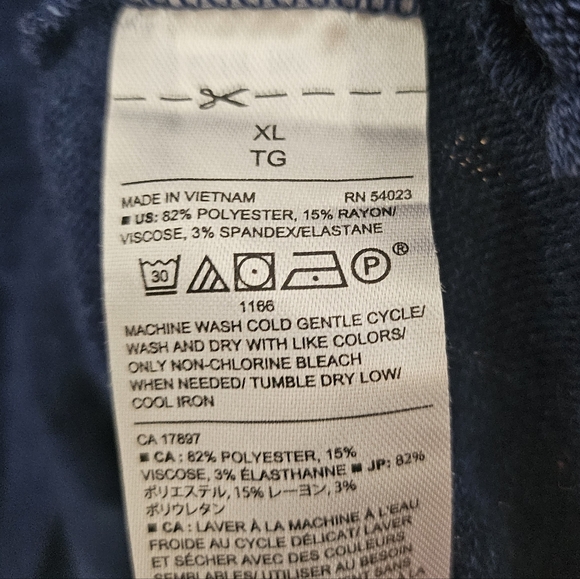 XL
TG
MADE IN VIETNAM RN 54023
■ US: 82% POLYESTER, 15% RAYON/
VISCOSE, 3% SPANDEX/ELASTANE
30 P®
1166
MACHINE WASH COLD GENTLE CYCLE/
WASH AND DRY WITH LIKE COLORS/
ONLY NON-CHLORINE BLEACH
WHEN NEEDED/ TUMBLE DRY LOW/
COOL IRON
CA 17897
■ CA : 82% POLYESTER, 15%
VISCOSE, 3% ÉLASTHANNE ■ JP: 82%
ポリエステル, 15% レーヨン, 3%
ポリウレタン
■ CA : LAVER À LA MACHINE À L'EAU
FROIDE AU CYCLE DÉLICAT/ LAVER
ET SÉCHER AVEC DES COULEURS
SEMBLABLES/ UTILISER AU BESOIN